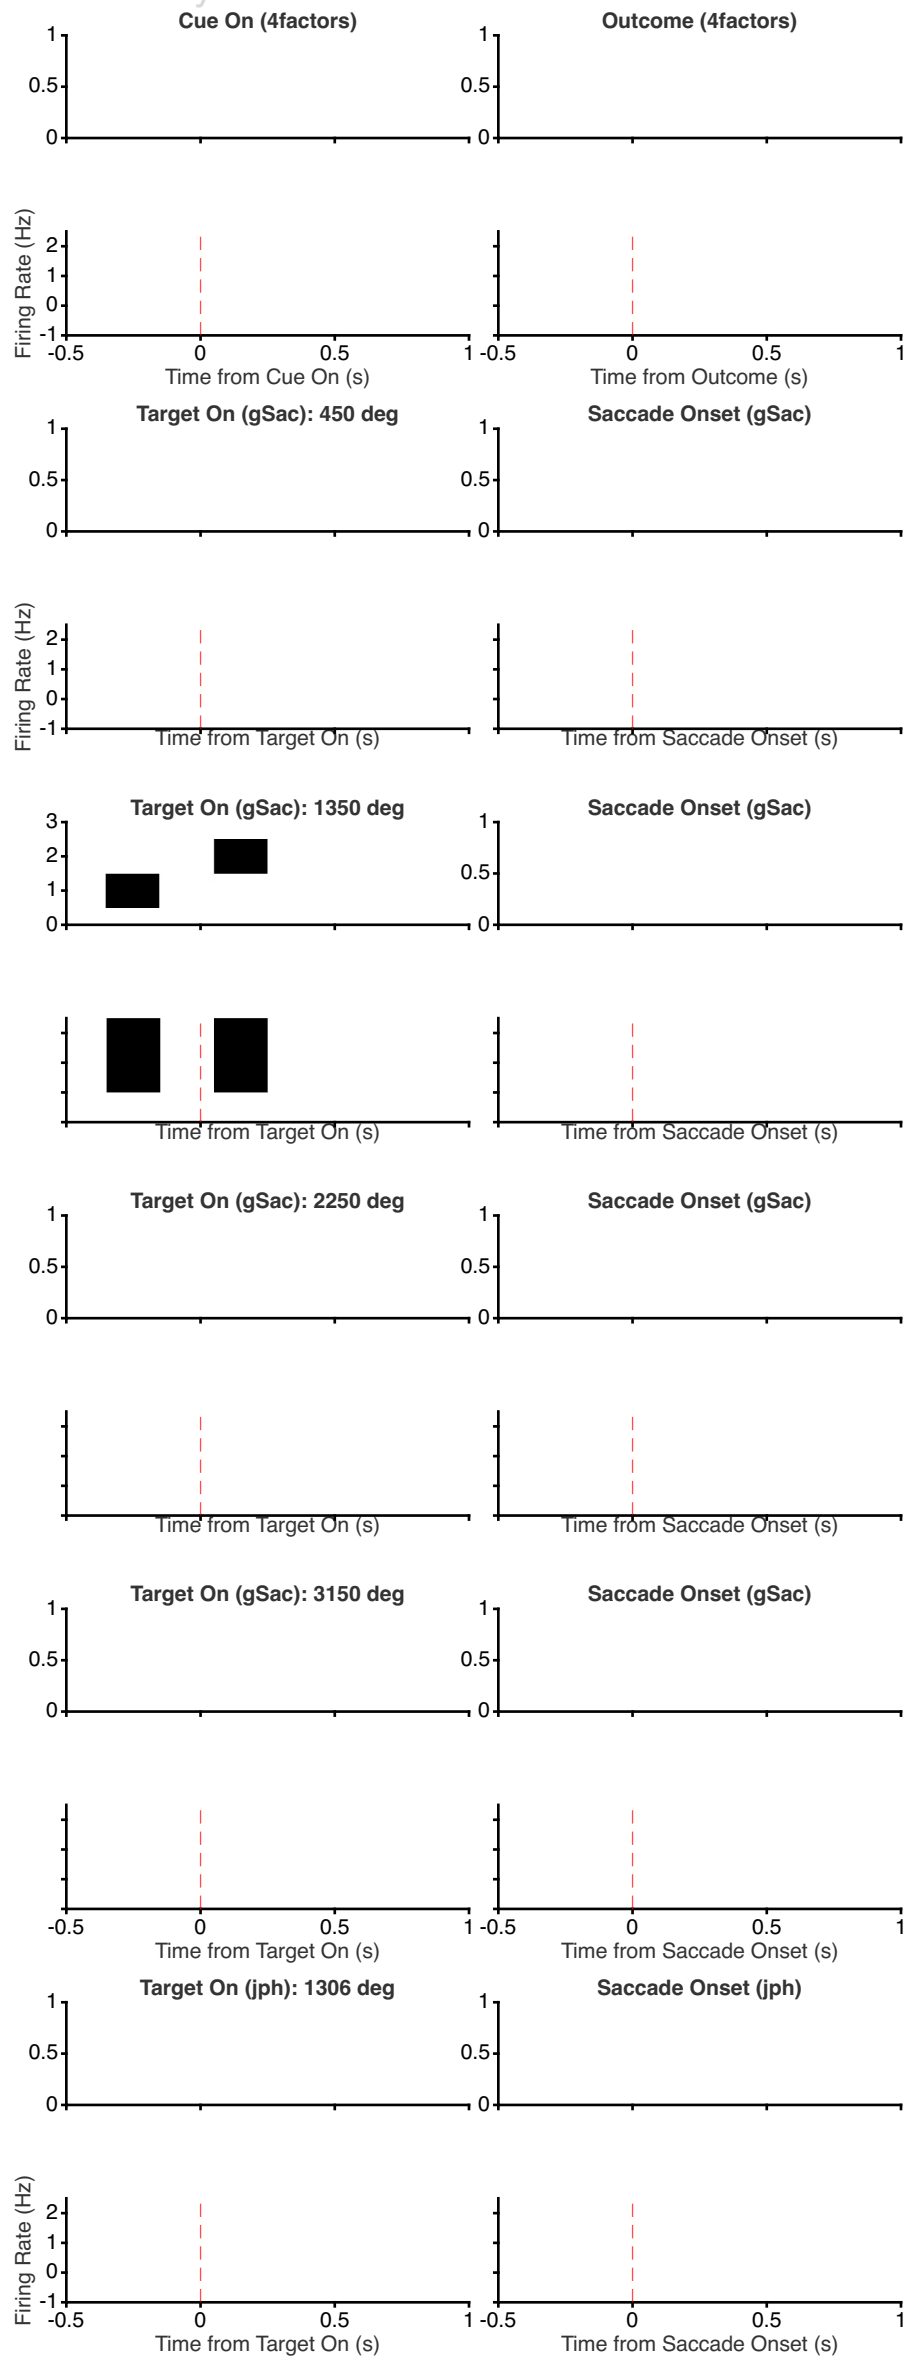 Cue On (4factors) Outcome (4factors)
1 1
0.5 0.5
0 0
Firing Rate (Hz)
2
1
0
-1
-0.5 0 0.5 1 -0.5 0 0.5 1
Time from Cue On (s) Time from Outcome (s)
Target On (gSac): 450 deg Saccade Onset (gSac)
1 1
0.5 0.5
0 0
Firing Rate (Hz)
2
1
0
-1
Time from Target On (s) Time from Saccade Onset (s)
Target On (gSac): 1350 deg Saccade Onset (gSac)
3 1
2 0.5
1
0 0
Time from Target On (s) Time from Saccade Onset (s)
Target On (gSac): 2250 deg Saccade Onset (gSac)
1 1
0.5 0.5
0 0
Time from Target On (s) Time from Saccade Onset (s)
Target On (gSac): 3150 deg Saccade Onset (gSac)
1 1
0.5 0.5
0 0
-0.5 0 0.5 1 -0.5 0 0.5 1
Time from Target On (s) Time from Saccade Onset (s)
Target On (jph): 1306 deg Saccade Onset (jph)
1 1
0.5 0.5
0 0
Firing Rate (Hz)
2
1
0
-1
-0.5 0 0.5 1 -0.5 0 0.5 1
Time from Target On (s) Time from Saccade Onset (s)